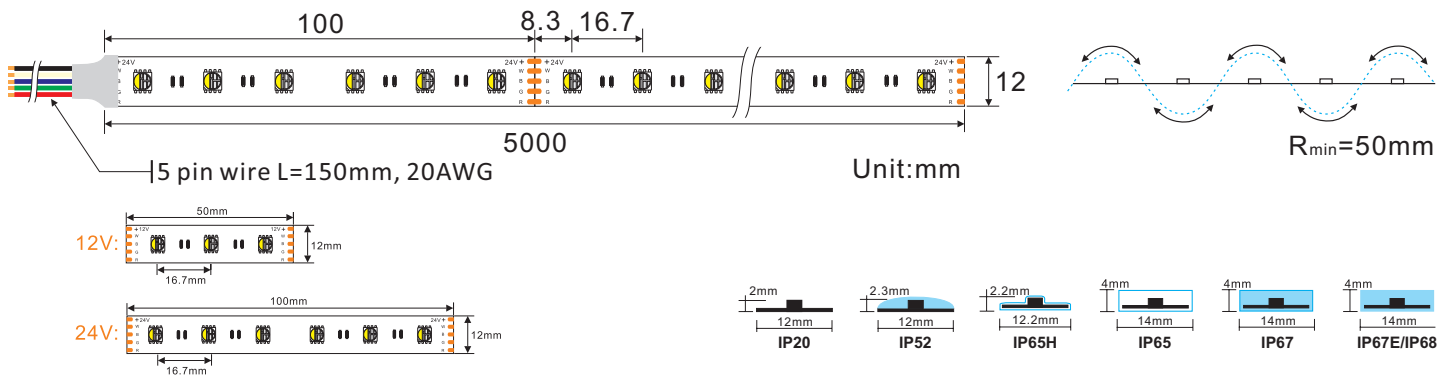 100
8.3
16.7
+24V
W
B
G
R
24V+
W
B
G
R
+24V
W
B
G
R
24V+
W
B
G
R
12
5000
5 pin wire L=150mm, 20AWG
Unit:mm
Rmin=50mm
50mm
12V:
+12V
W
12V+
W
12mm
16.7mm
100mm
24V:
+24V
W
B
G
R
24V+
W
B
G
R
12mm
16.7mm
2mm
12mm
IP20
2.3mm
12mm
IP52
2.2mm
12.2mm
IP65H
4mm
14mm
IP65
4mm
14mm
IP67
4mm
14mm
IP67E/IP68